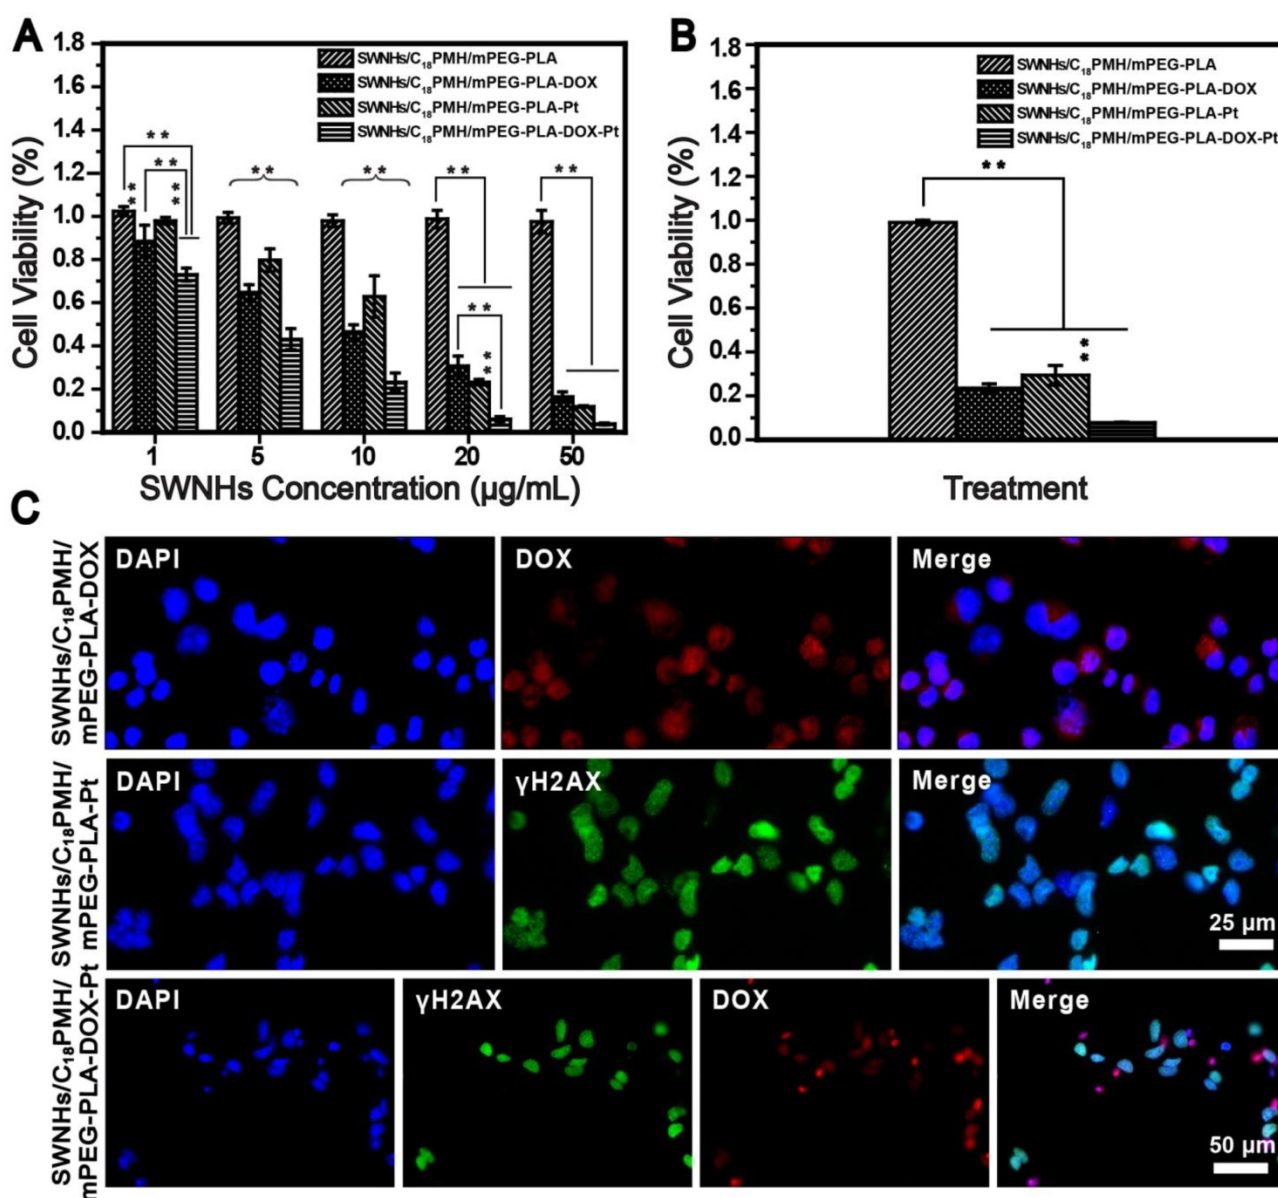 A
1.8
1.6
1.4
1.2
1.0
0.8
0.6
0.4
0.2
0.0
Cell Viability (%)
SWNHs/C₁₈PMH/mPEG-PLA
SWNHs/C₁₈PMH/mPEG-PLA-DOX
SWNHs/C₁₈PMH/mPEG-PLA-Pt
SWNHs/C₁₈PMH/mPEG-PLA-DOX-Pt
**
**
**
**
**
**
**
**
**
**
1 5 10 20 50
SWNHs Concentration (μg/mL)
B
1.8
1.6
1.4
1.2
1.0
0.8
0.6
0.4
0.2
0.0
Cell Viability (%)
SWNHs/C₁₈PMH/mPEG-PLA
SWNHs/C₁₈PMH/mPEG-PLA-DOX
SWNHs/C₁₈PMH/mPEG-PLA-Pt
SWNHs/C₁₈PMH/mPEG-PLA-DOX-Pt
**
**
Treatment
C
SWNHs/C₁₈PMH/
mPEG-PLA-DOX
DAPI
DOX
Merge
SWNHs/C₁₈PMH/
mPEG-PLA-Pt
DAPI
γH2AX
Merge
25 μm
SWNHs/C₁₈PMH/
mPEG-PLA-DOX-Pt
DAPI
γH2AX
DOX
Merge
50 μm